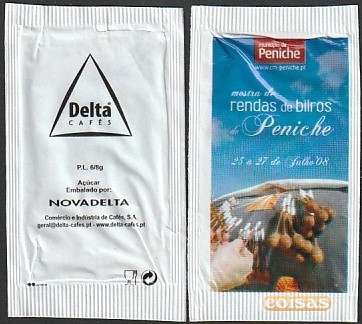 Delta
CAFÉS
P.L. 6/8g
Açúcar
Embalado por:
NOVADELTA
Comércio e Indústria de Cafés, S.A.
geral@delta-cafes.pt - www.delta-cafes.pt
município de
Peniche
www.cm-peniche.pt
mostra de
rendas de bilros
de Peniche
25 a 27 de Julho'08
coisas